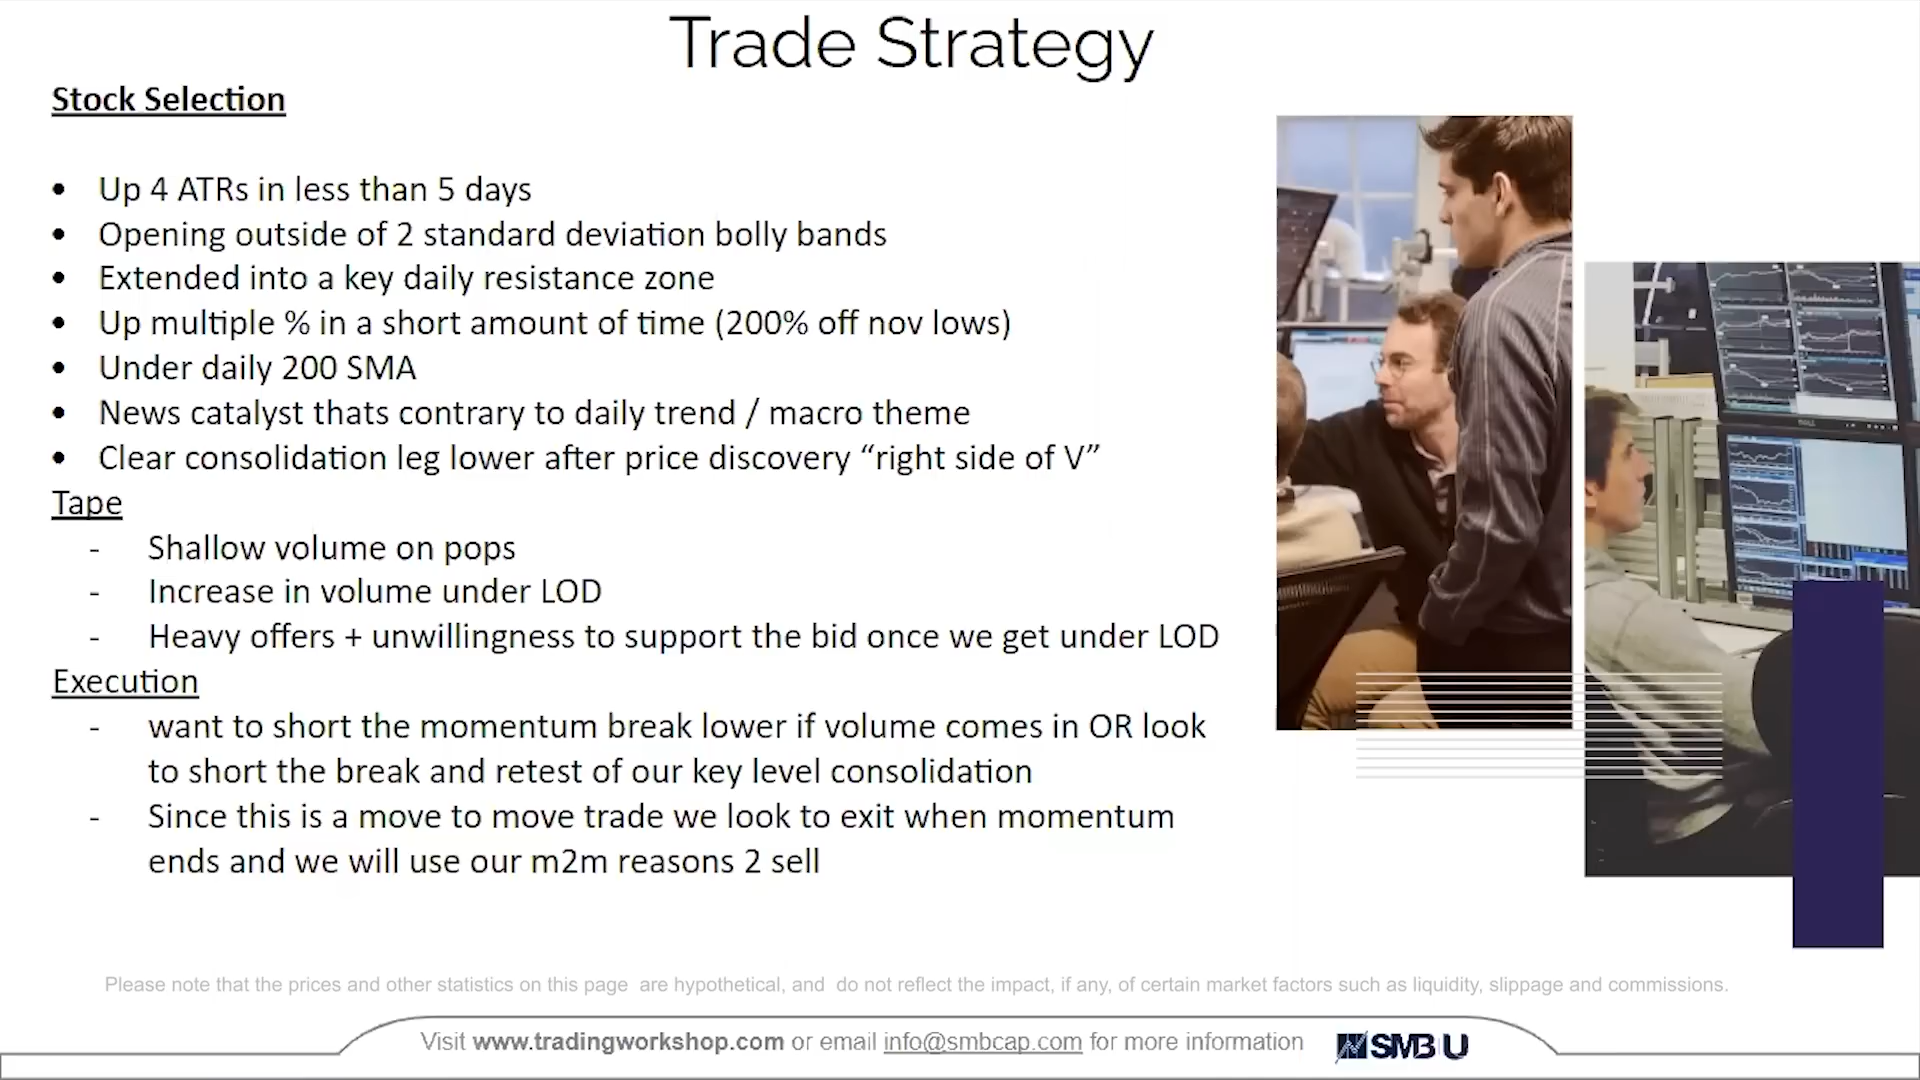 Trade Strategy
Stock Selection
• Up 4 ATRs in less than 5 days
• Opening outside of 2 standard deviation bolly bands
• Extended into a key daily resistance zone
• Up multiple % in a short amount of time (200% off nov lows)
• Under daily 200 SMA
• News catalyst thats contrary to daily trend / macro theme
• Clear consolidation leg lower after price discovery “right side of V”
Tape
- Shallow volume on pops
- Increase in volume under LOD
- Heavy offers + unwillingness to support the bid once we get under LOD
Execution
- want to short the momentum break lower if volume comes in OR look
to short the break and retest of our key level consolidation
- Since this is a move to move trade we look to exit when momentum
ends and we will use our m2m reasons 2 sell
Please note that the prices and other statistics on this page are hypothetical, and do not reflect the impact, if any, of certain market factors such as liquidity, slippage and commissions.
Visit www.tradingworkshop.com or email info@smbcap.com for more information
SMB U